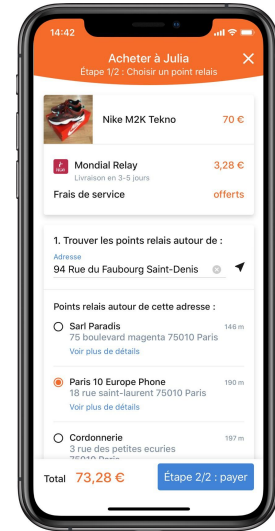 14:42
Acheter à Julia
Étape 1/2 : Choisir un point relais
Nike M2K Tekno 70 €
Mondial Relay 3,28 €
Livraison en 3-5 jours
Frais de service offerts
1. Trouver les points relais autour de :
Adresse
94 Rue du Faubourg Saint-Denis
Points relais autour de cette adresse :
Sarl Paradis 146 m
75 boulevard magenta 75010 Paris
Voir plus de détails
Paris 10 Europe Phone 190 m
18 rue saint-laurent 75010 Paris
Voir plus de détails
Cordonnerie 197 m
3 rue des petites ecuries
75010 Paris
Total 73,28 € Étape 2/2 : payer